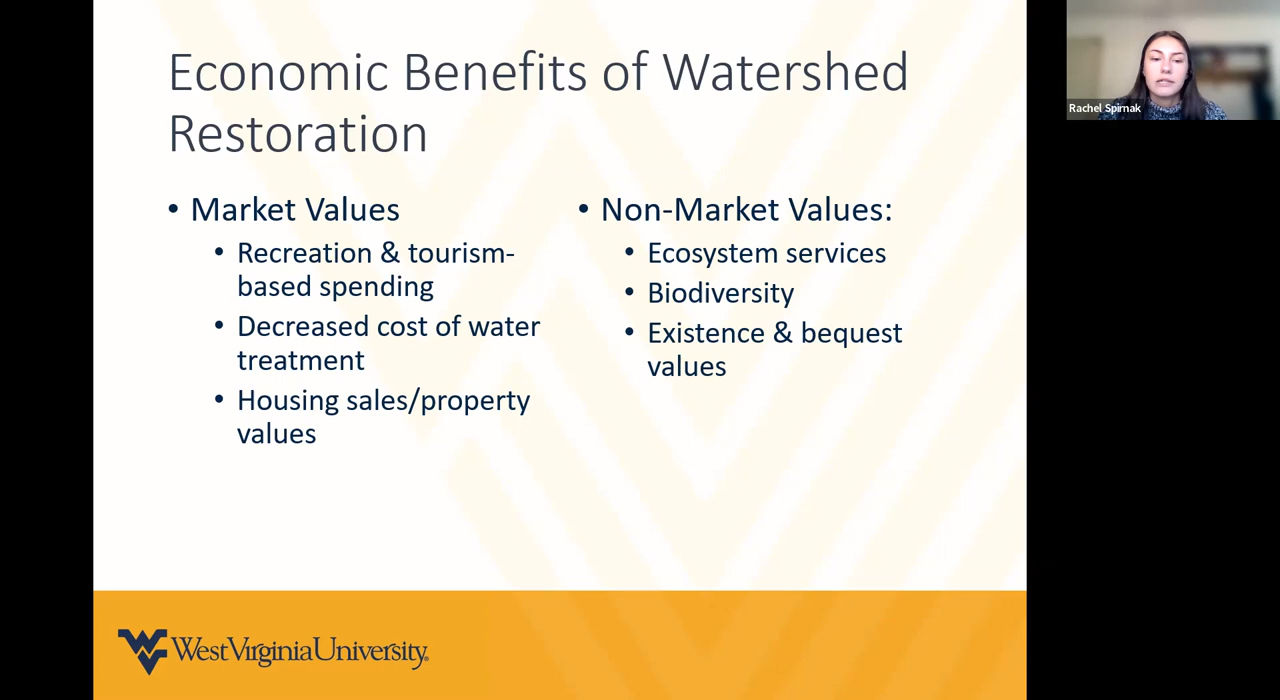 Economic Benefits of Watershed
Restoration
• Market Values
• Recreation & tourism-
based spending
• Decreased cost of water
treatment
• Housing sales/property
values
• Non-Market Values:
• Ecosystem services
• Biodiversity
• Existence & bequest
values
West Virginia University.
Rachel Spirnak